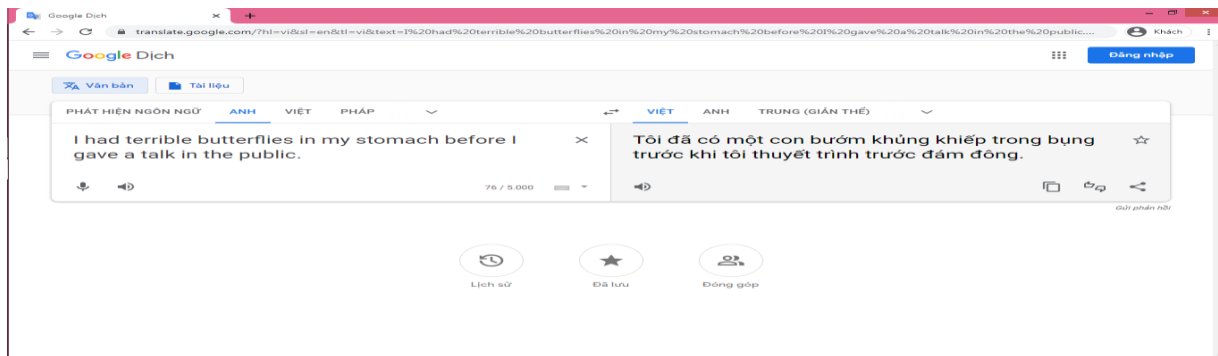 Google Dịch
translate.google.com/?hl=vi&sl=en&tl=vi&text=I%20had%20terrible%20butterflies%20in%20my%20stomach%20before%20I%20gave%20a%20talk%20in%20the%20public....
Khách
Google Dịch
Đăng nhập
Văn bản
Tài liệu
PHÁT HIỆN NGÔN NGỮ ANH VIỆT PHÁP VIỆT ANH TRUNG (GIẢN THỂ)
I had terrible butterflies in my stomach before I
gave a talk in the public.
Tôi đã có một con bướm khủng khiếp trong bụng
trước khi tôi thuyết trình trước đám đông.
76 / 5.000
Gửi phản hồi
Lịch sử
Đã lưu
Đóng góp